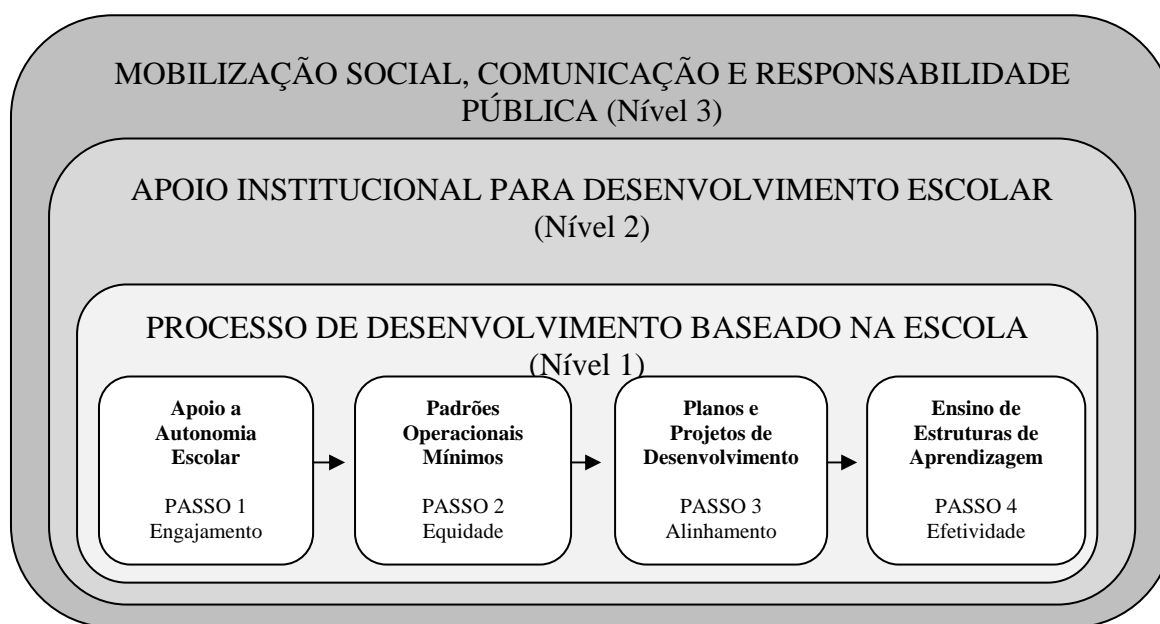 MOBILIZAÇÃO SOCIAL, COMUNICAÇÃO E RESPONSABILIDADE
PÚBLICA (Nível 3)
APOIO INSTITUCIONAL PARA DESENVOLVIMENTO ESCOLAR
(Nível 2)
PROCESSO DE DESENVOLVIMENTO BASEADO NA ESCOLA
(Nível 1)
Apoio a
Autonomia
Escolar
PASSO 1
Engajamento
Padrões
Operacionais
Mínimos
PASSO 2
Equidade
Planos e
Projetos de
Desenvolvimento
PASSO 3
Alinhamento
Ensino de
Estruturas de
Aprendizagem
PASSO 4
Efetividade